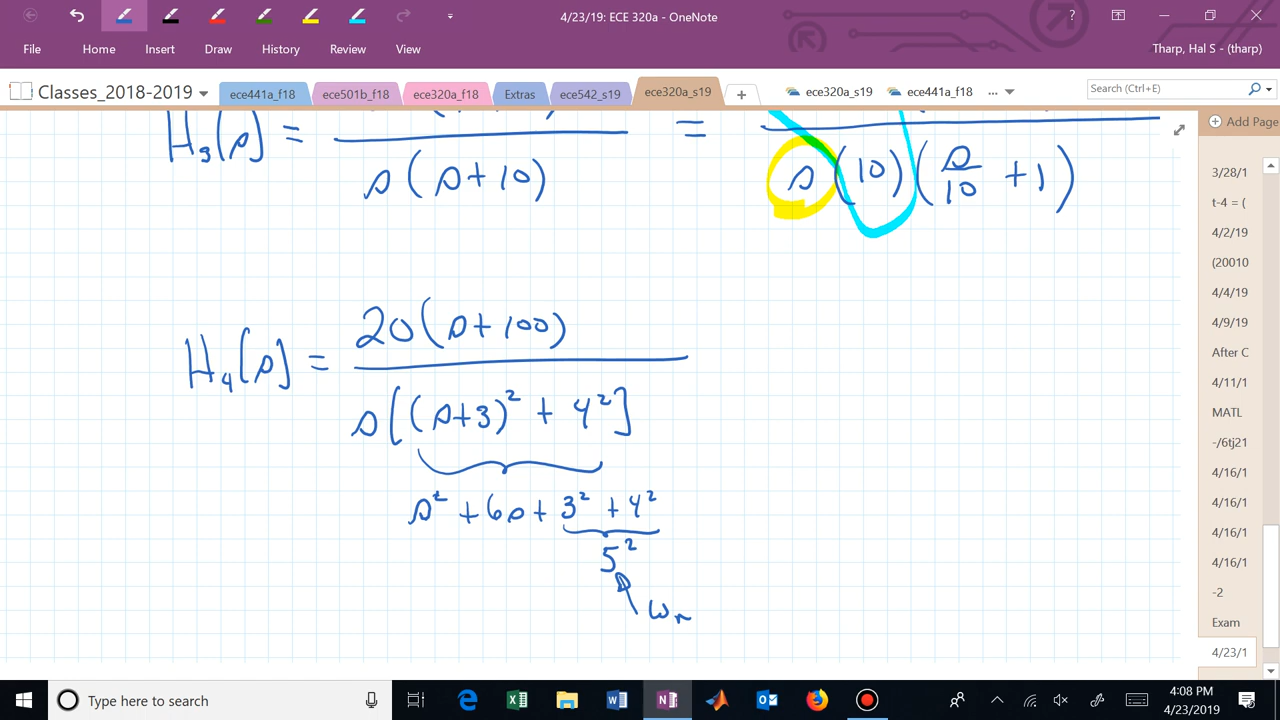 4/23/19: ECE 320a - OneNote
?
File
Home
Insert
Draw
History
Review
View
Tharp, Hal S - (tharp)
Classes_2018-2019
ece441a_f18
ece501b_f18
ece320a_f18
Extras
ece542_s19
ece320a_s19
+
ece320a_s19
ece441a_f18
...
Search (Ctrl+E)
Add Page
H₃(s) =
s(s+10)
=
s(10)(s/10 + 1)
H₄(s) =
20(s+100)
s[(s+3)² + 4²]
s² + 6s + 3² + 4²
5²
ωₙ
3/28/1
t-4 = (
4/2/19
(20010
4/4/19
4/9/19
After C
4/11/1
MATL
-/6tj21
4/16/1
4/16/1
4/16/1
4/16/1
-2
Exam
4/23/1
Type here to search
4:08 PM
4/23/2019